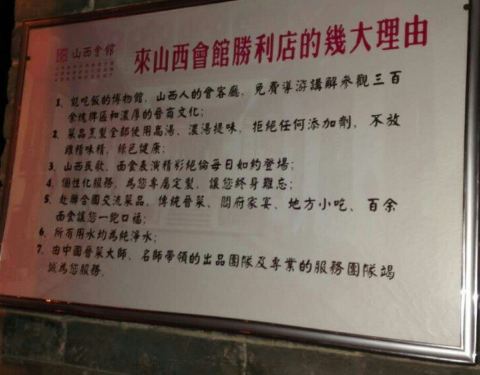 山西會館
來山西會館勝利店的幾大理由
1、能吃飯的博物館，山西人的會客廳，免費導游講解參觀三百
余塊牌匾和濃厚的晉商文化；
2、菜品烹製全部使用高湯、濃湯提味，拒絕任何添加劑，不放
雞精味精，綠色健康；
3、山西民歌，面食表演精彩絕倫每日如約登場；
4、個性化服務，為您專屬定製，讓您終身難忘；
5、赴聯合國交流菜品，傳統晉菜、閻府家宴、地方小吃、百余
面食讓您一飽口福；
6、所有用水均為純淨水；
7、由中國晉菜大師、名師帶領的出品團隊及專業的服務團隊竭
誠為您服務.